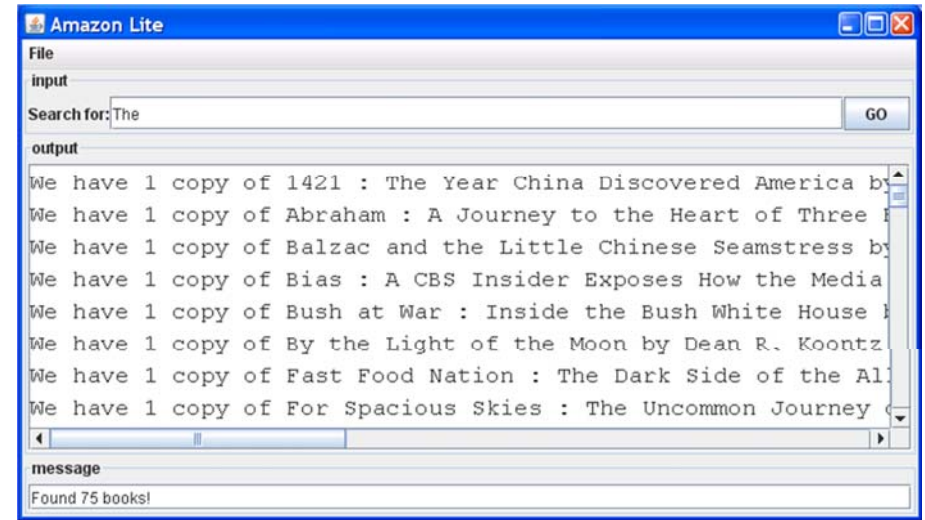 Amazon Lite
File
input
Search for: The GO
output
We have 1 copy of 1421 : The Year China Discovered America by
We have 1 copy of Abraham : A Journey to the Heart of Three
We have 1 copy of Balzac and the Little Chinese Seamstress by
We have 1 copy of Bias : A CBS Insider Exposes How the Media
We have 1 copy of Bush at War : Inside the Bush White House
We have 1 copy of By the Light of the Moon by Dean R. Koontz
We have 1 copy of Fast Food Nation : The Dark Side of the All
We have 1 copy of For Spacious Skies : The Uncommon Journey
message
Found 75 books!